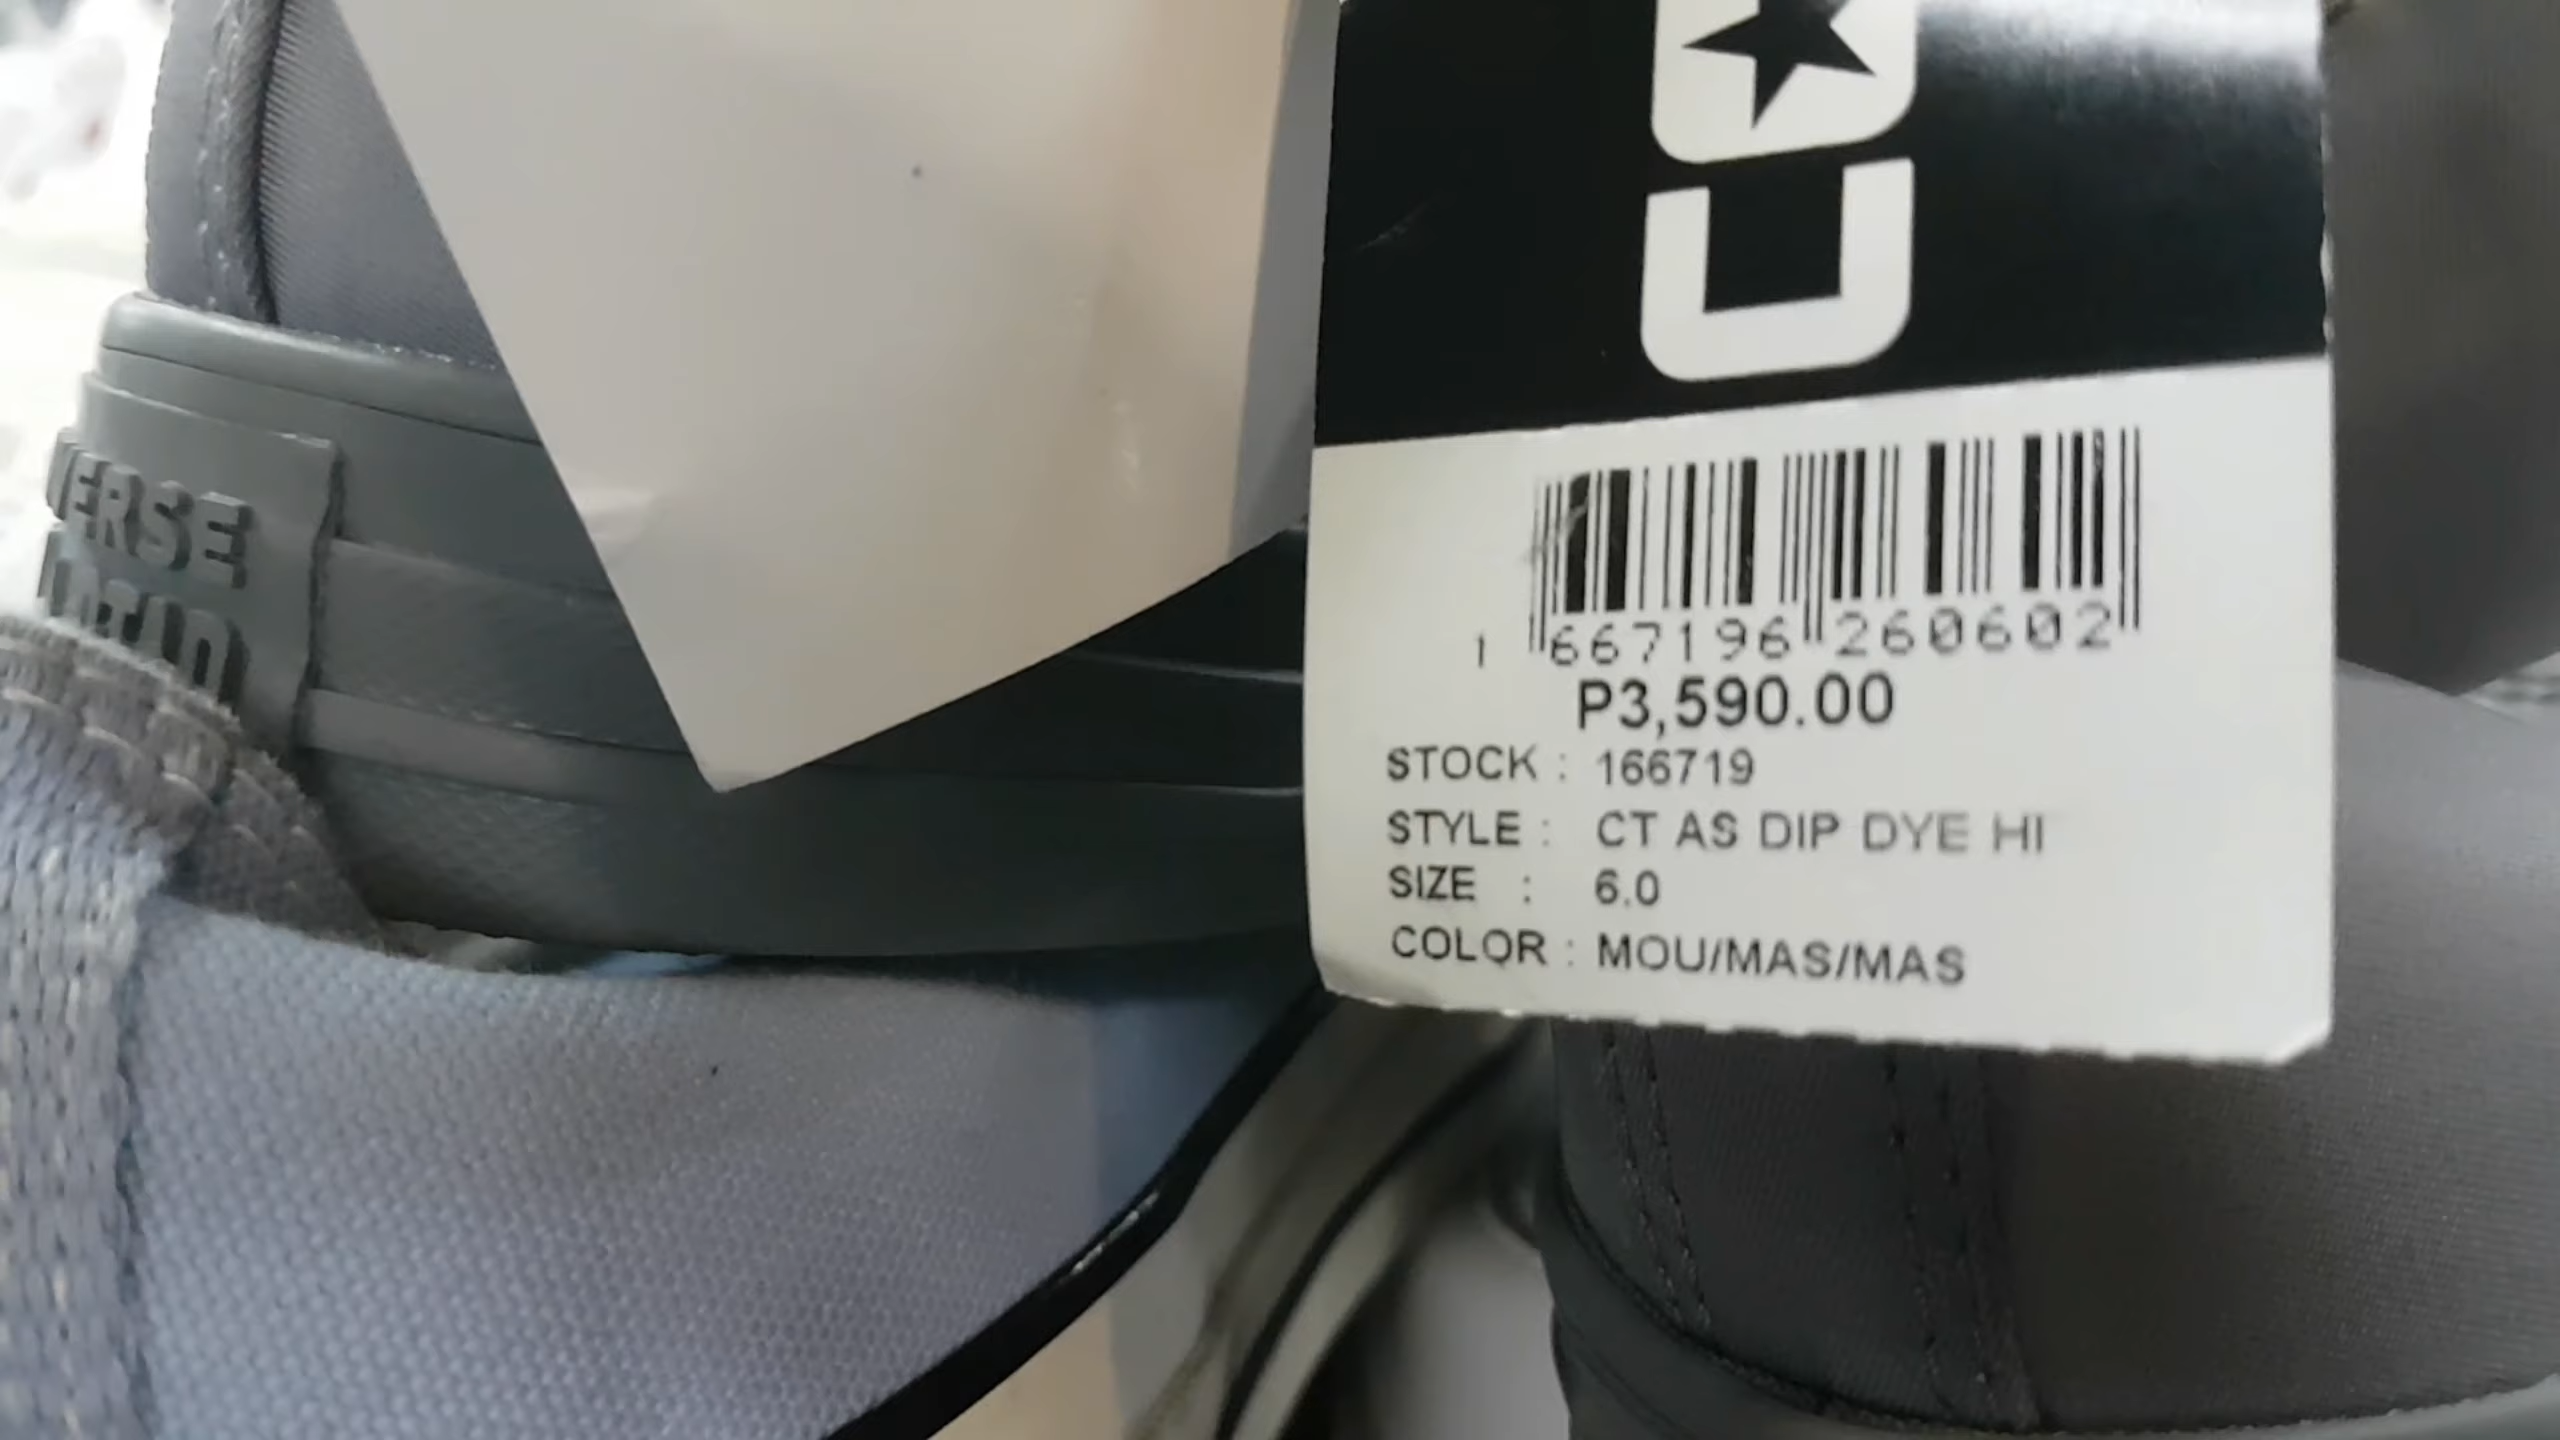 1 667196 260602
P3,590.00
STOCK : 166719
STYLE : CT AS DIP DYE HI
SIZE : 6.0
COLOR : MOU/MAS/MAS
VERSE